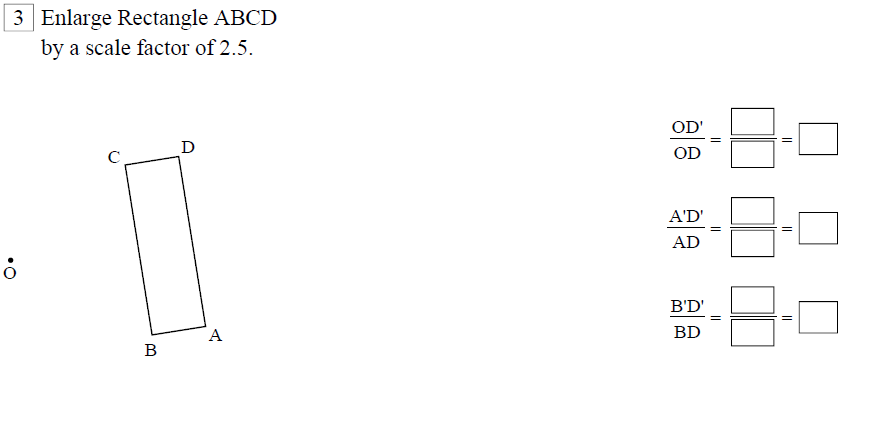 3 Enlarge Rectangle ABCD
by a scale factor of 2.5.
C
D
O
B
A
OD'
OD
=
=
A'D'
AD
=
=
B'D'
BD
=
=